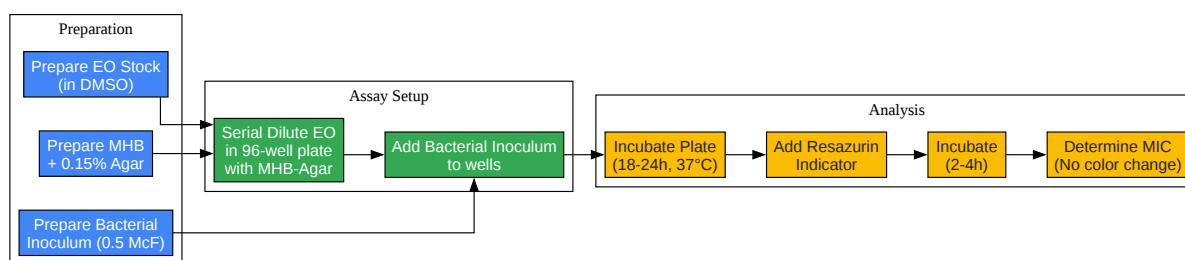 Preparation
Prepare EO Stock
(in DMSO)
Prepare MHB
+ 0.15% Agar
Prepare Bacterial
Inoculum (0.5 McF)
Assay Setup
Serial Dilute EO
in 96-well plate
with MHB-Agar
Add Bacterial Inoculum
to wells
Analysis
Incubate Plate
(18-24h, 37°C)
Add Resazurin
Indicator
Incubate
(2-4h)
Determine MIC
(No color change)